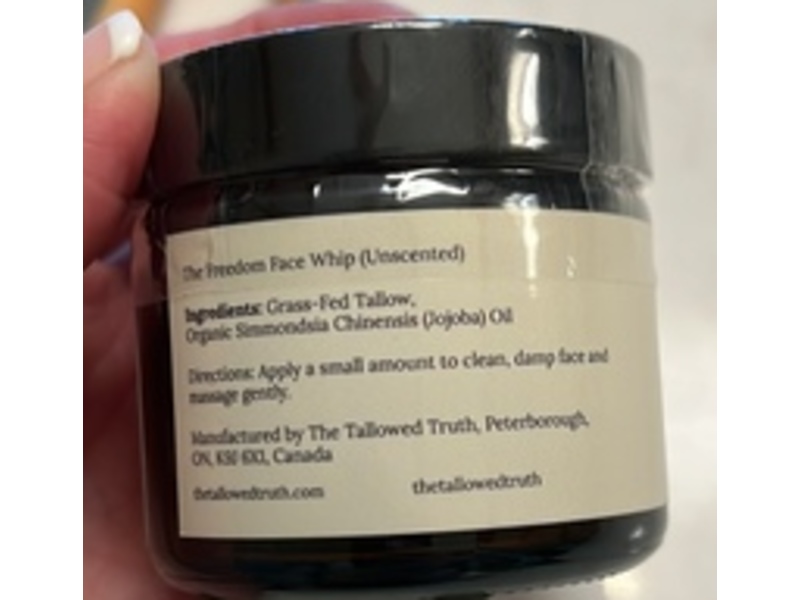 The Freedom Face Whip (Unscented)
Ingredients: Grass-Fed Tallow,
Organic Simmondsia Chinensis (Jojoba) Oil
Directions: Apply a small amount to clean, damp face and
massage gently.
Manufactured by The Tallowed Truth, Peterborough,
ON, Canada
thetallowedtruth.com
thetallowedtruth